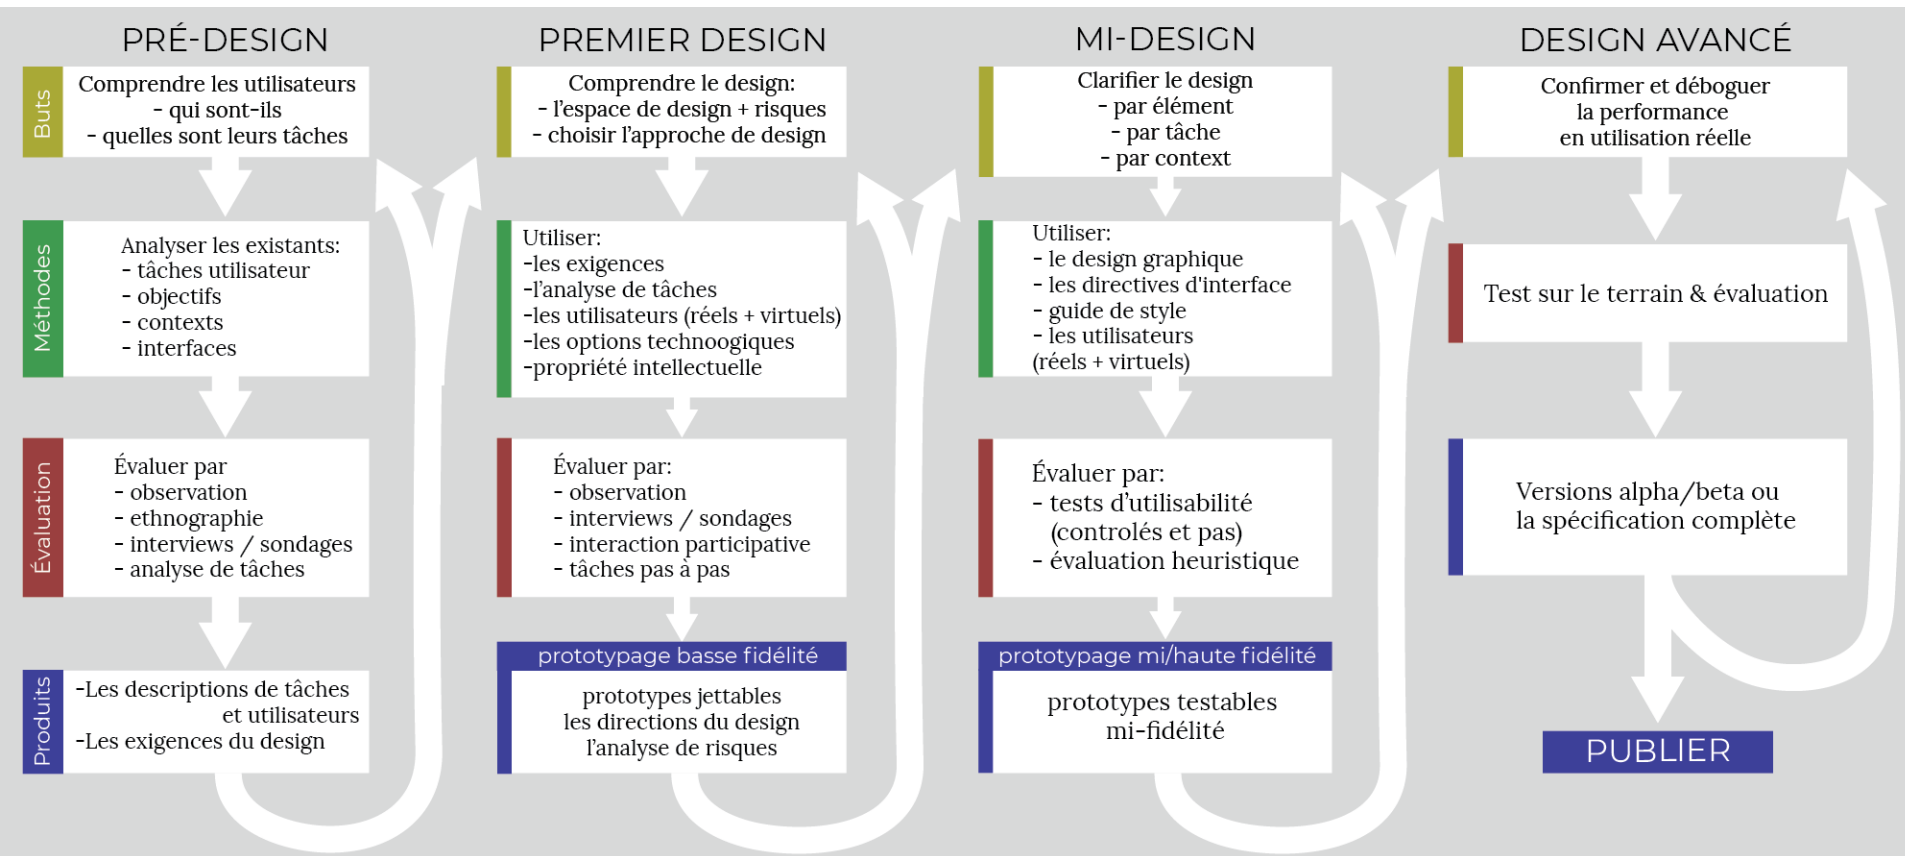 PRÉ-DESIGN
Buts
Comprendre les utilisateurs
- qui sont-ils
- quelles sont leurs tâches
Méthodes
Analyser les existants:
- tâches utilisateur
- objectifs
- contexts
- interfaces
Évaluation
Évaluer par
- observation
- ethnographie
- interviews / sondages
- analyse de tâches
Produits
-Les descriptions de tâches
et utilisateurs
-Les exigences du design
PREMIER DESIGN
Comprendre le design:
- l'espace de design + risques
- choisir l'approche de design
Utiliser:
-les exigences
-l'analyse de tâches
-les utilisateurs (réels + virtuels)
-les options technoogiques
-propriété intellectuelle
Évaluer par:
- observation
- interviews / sondages
- interaction participative
- tâches pas à pas
prototypage basse fidélité
prototypes jettables
les directions du design
l'analyse de risques
MI-DESIGN
Clarifier le design
- par élément
- par tâche
- par context
Utiliser:
- le design graphique
- les directives d'interface
- guide de style
- les utilisateurs
(réels + virtuels)
Évaluer par:
- tests d'utilisabilité
(controlés et pas)
- évaluation heuristique
prototypage mi/haute fidélité
prototypes testables
mi-fidélité
DESIGN AVANCÉ
Confirmer et déboguer
la performance
en utilisation réelle
Test sur le terrain & évaluation
Versions alpha/beta ou
la spécification complète
PUBLIER